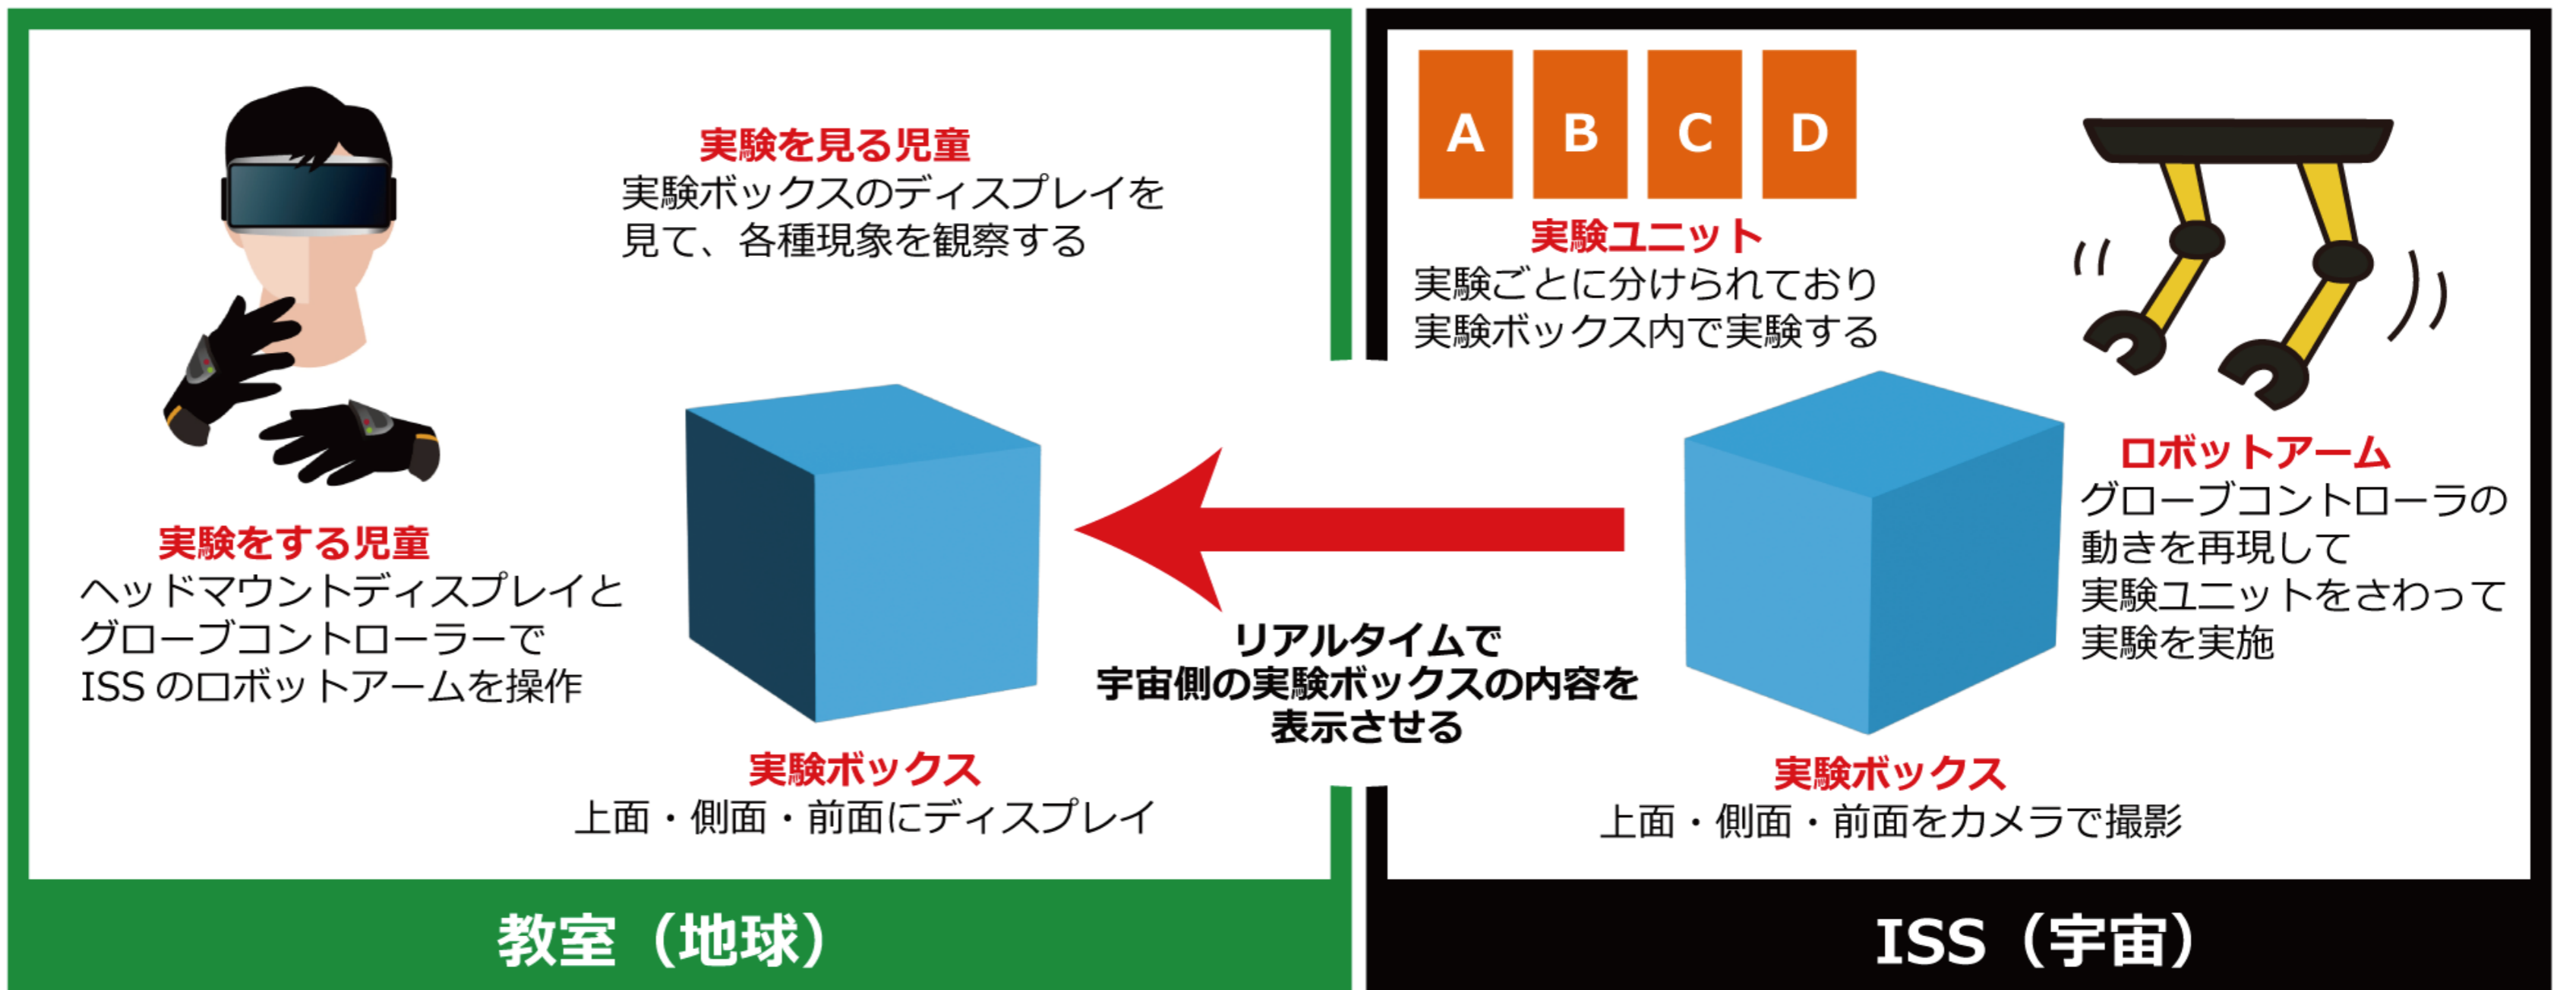 実験を見る児童
実験ボックスのディスプレイを
見て、各種現象を観察する
実験をする児童
ヘッドマウントディスプレイと
グローブコントローラーで
ISS のロボットアームを操作
実験ボックス
上面・側面・前面にディスプレイ
リアルタイムで
宇宙側の実験ボックスの内容を
表示させる
A B C D
実験ユニット
実験ごとに分けられており
実験ボックス内で実験する
ロボットアーム
グローブコントローラの
動きを再現して
実験ユニットをさわって
実験を実施
実験ボックス
上面・側面・前面をカメラで撮影
教室（地球）
ISS（宇宙）